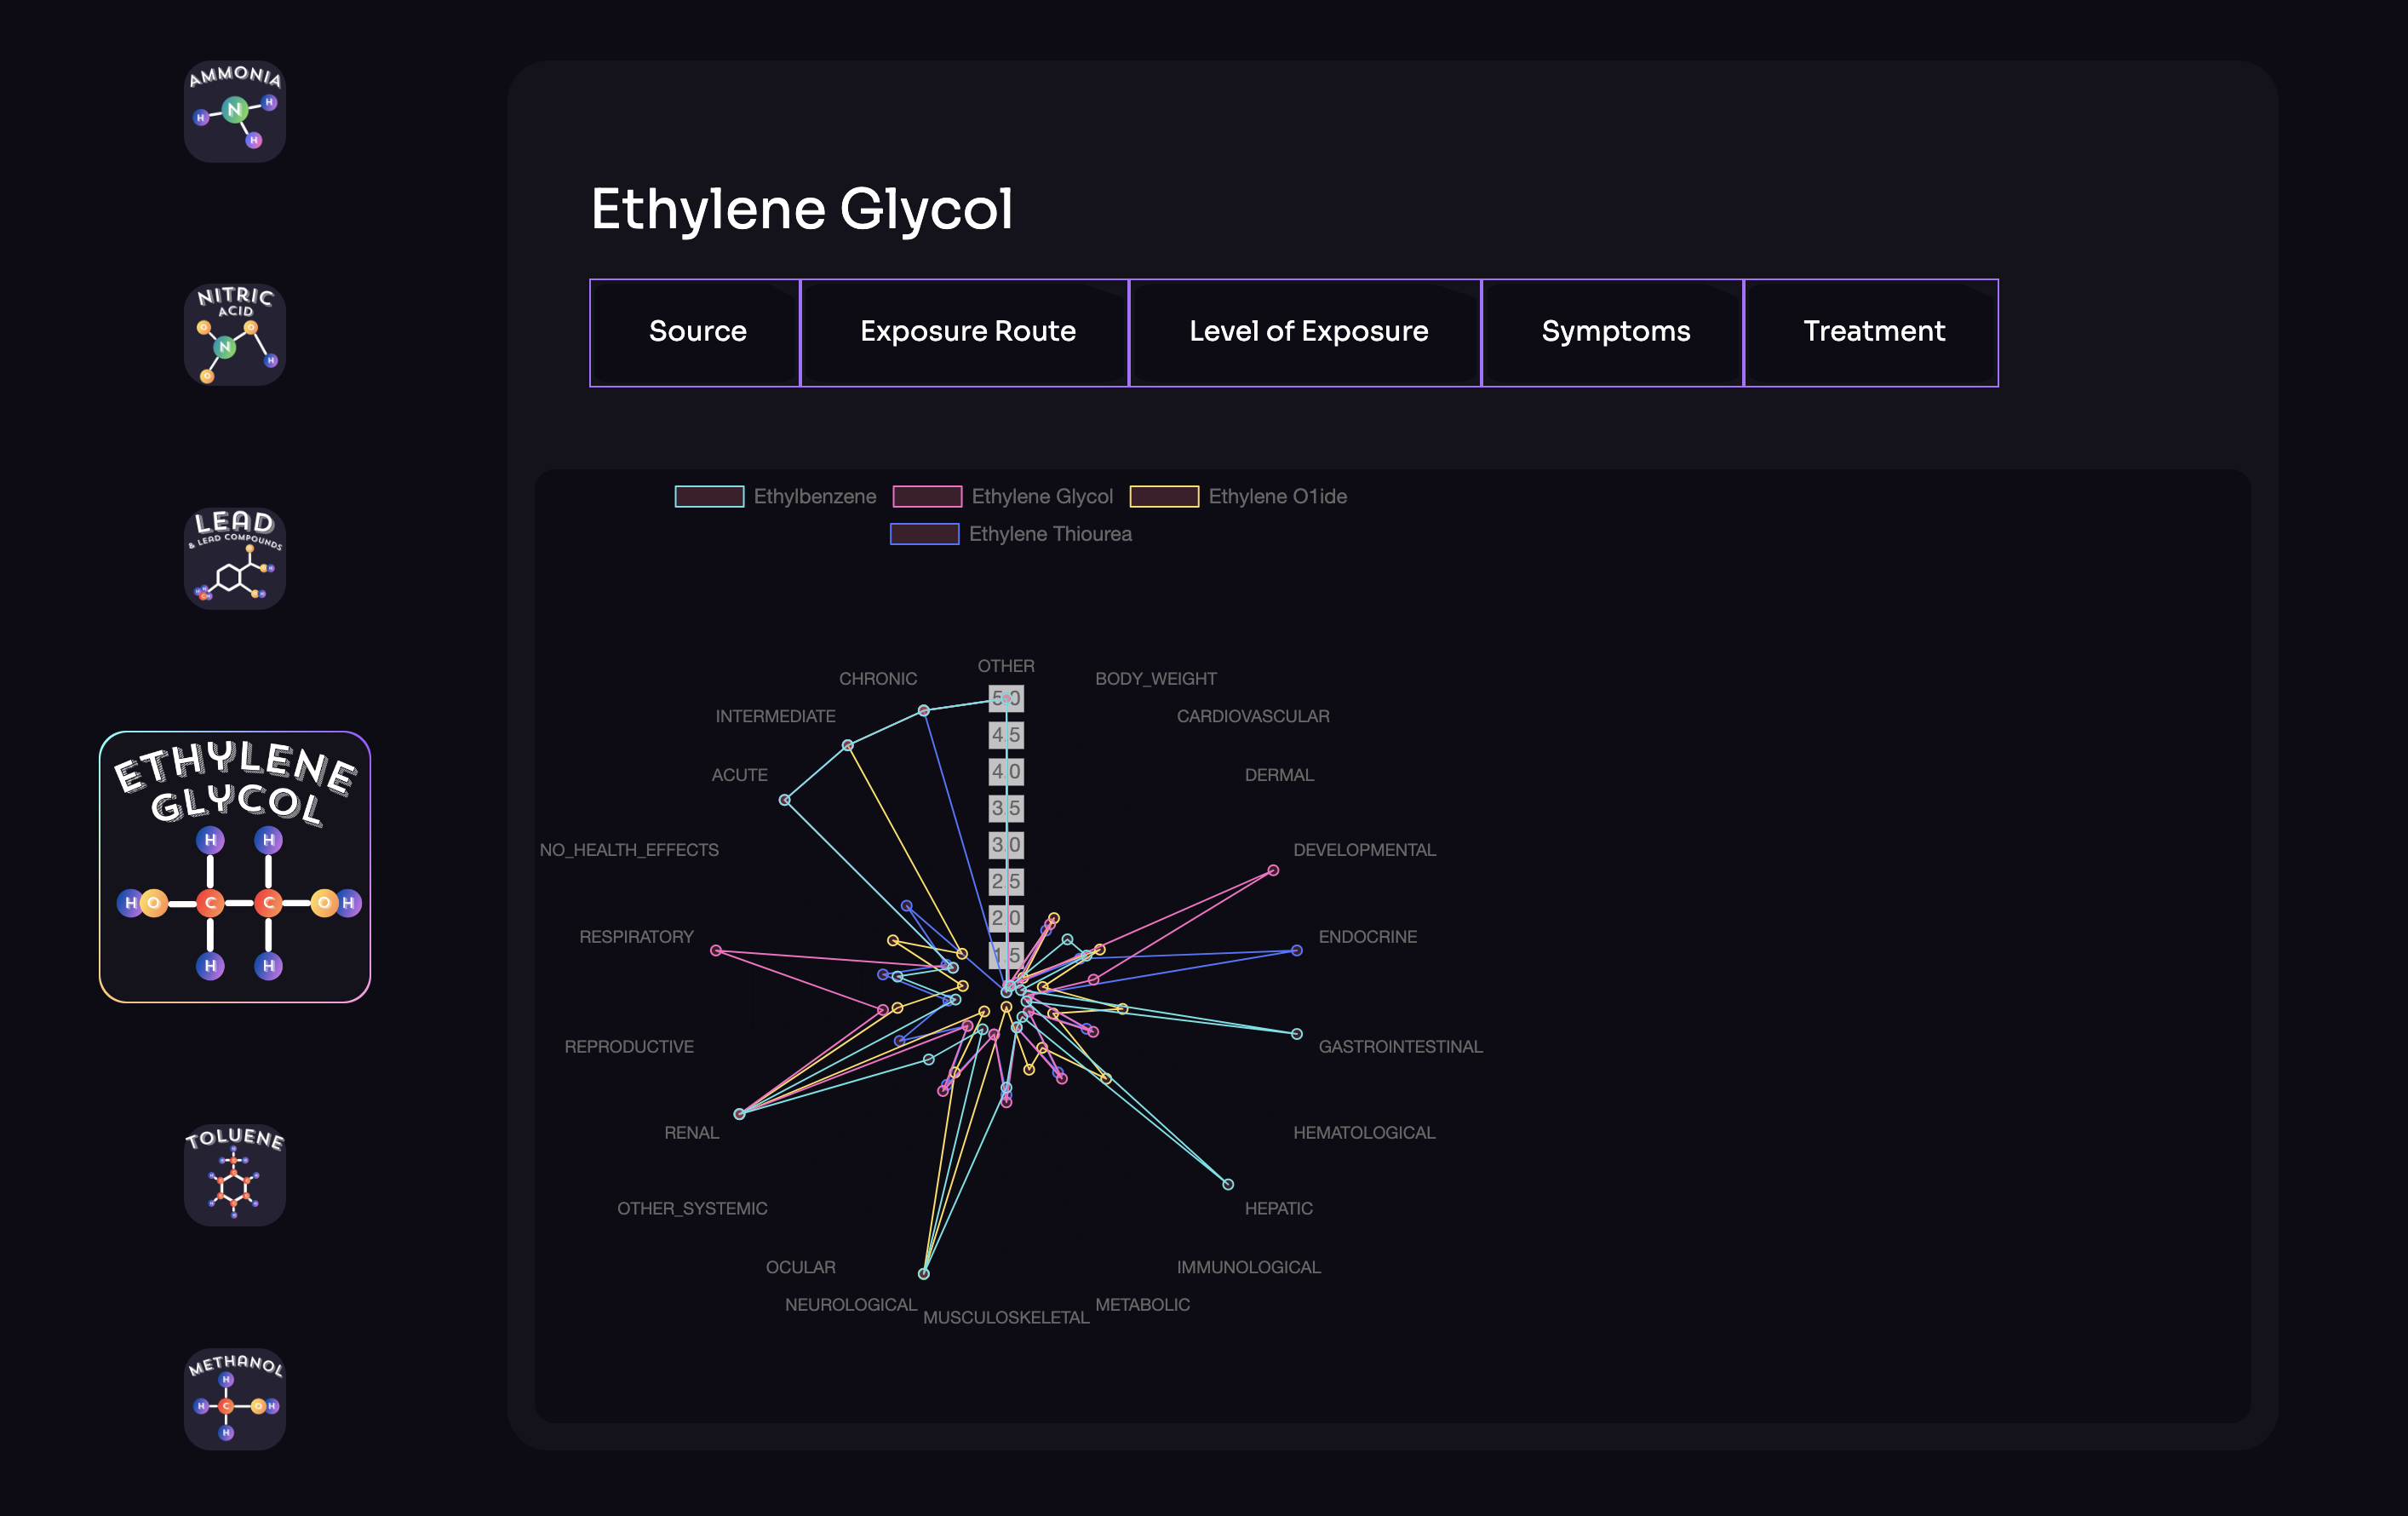 AMMONIA
N
H
H
H
NITRIC
ACID
O
O
N
H
O
LEAD
& LEAD COMPOUNDS
ETHYLENE
GLYCOL
H H
H O C C O H
H H
TOLUENE
METHANOL
H
H C O H
H
Ethylene Glycol
Source Exposure Route Level of Exposure Symptoms Treatment
Ethylbenzene Ethylene Glycol Ethylene O1ide
Ethylene Thiourea
OTHER
CHRONIC BODY_WEIGHT
INTERMEDIATE CARDIOVASCULAR
ACUTE DERMAL
NO_HEALTH_EFFECTS DEVELOPMENTAL
RESPIRATORY ENDOCRINE
REPRODUCTIVE GASTROINTESTINAL
RENAL HEMATOLOGICAL
OTHER_SYSTEMIC HEPATIC
OCULAR IMMUNOLOGICAL
NEUROLOGICAL METABOLIC
MUSCULOSKELETAL
5.0
4.5
4.0
3.5
3.0
2.5
2.0
1.5